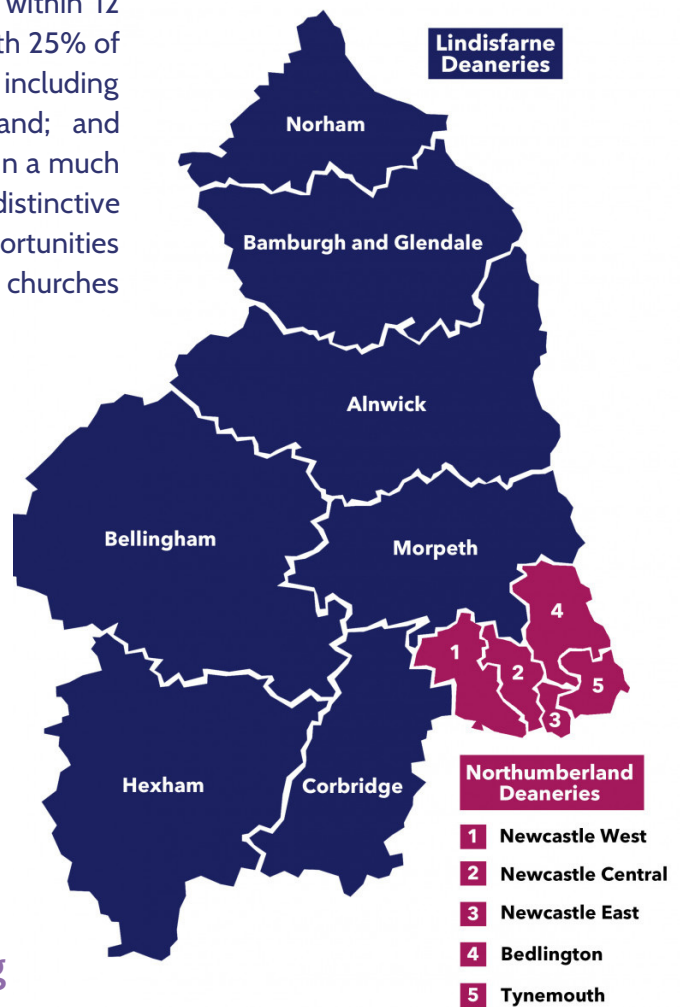 within 12
25% of
including
and; and
a much
distinctive
churches
Lindisfarne
Deaneries
Norham
Bamburgh and Glendale
Alnwick
Bellingham
Morpeth
4
1
2
5
3
Hexham
Corbridge
Northumberland
Deaneries
1 Newcastle West
2 Newcastle Central
3 Newcastle East
4 Bedlington
5 Tynemouth